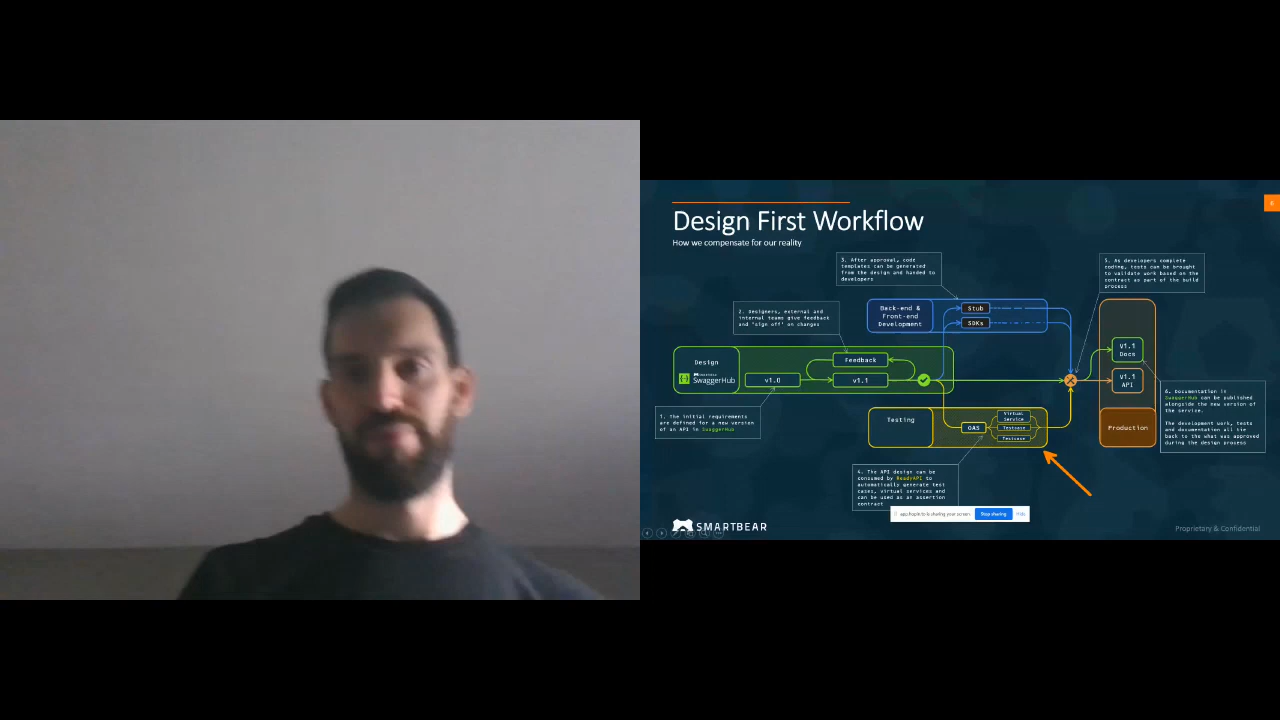 Design First Workflow
How we compensate for our reality
3. After approval, code
templates can be generated
from the design and handed to
developers
5. As developers complete
coding, tests can be brought
to validate work based on the
contract as part of the build
process
2. Designers, external and
internal teams give feedback
and "sign off" on changes
Back-end &
Front-end
Development
Stub
SDKs
Design
SMARTBEAR
SwaggerHub
Feedback
v1.0
v1.1
v1.1
Docs
v1.1
API
1. The initial requirements
are defined for a new version
of an API in SwaggerHub
Testing
OAS
Virtual
Service
Testcase
Testcase
Production
6. Documentation in
SwaggerHub can be published
alongside the new version of
the service.
The development work, tests
and documentation all tie
back to the what was approved
during the design process
4. The API design can be
consumed by ReadyAPI to
automatically generate test
cases, virtual services and
can be used as an assertion
contract
app.hopin.to is sharing your screen.
Stop sharing
Hide
SMARTBEAR
Proprietary & Confidential